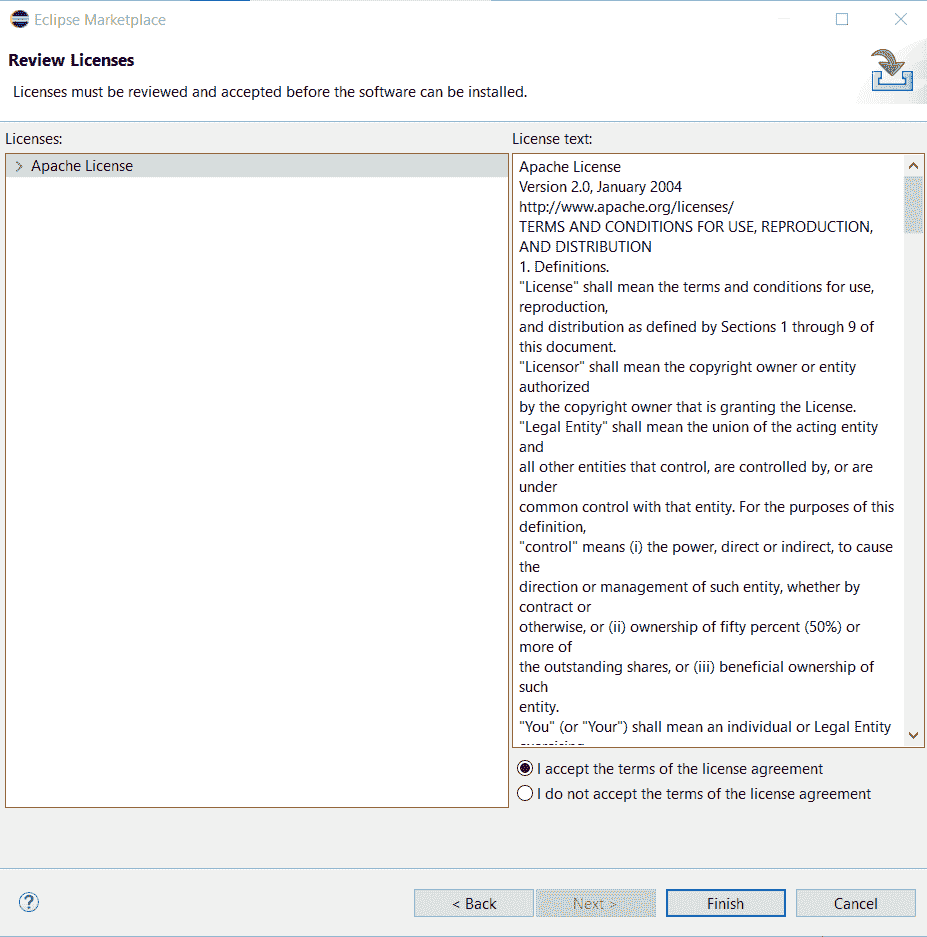 Eclipse Marketplace
Review Licenses
Licenses must be reviewed and accepted before the software can be installed.
Licenses:
License text:
Apache License
Apache License
Version 2.0, January 2004
http://www.apache.org/licenses/
TERMS AND CONDITIONS FOR USE, REPRODUCTION,
AND DISTRIBUTION
1. Definitions.
"License" shall mean the terms and conditions for use,
reproduction,
and distribution as defined by Sections 1 through 9 of
this document.
"Licensor" shall mean the copyright owner or entity
authorized
by the copyright owner that is granting the License.
"Legal Entity" shall mean the union of the acting entity
and
all other entities that control, are controlled by, or are
under
common control with that entity. For the purposes of this
definition,
"control" means (i) the power, direct or indirect, to cause
the
direction or management of such entity, whether by
contract or
otherwise, or (ii) ownership of fifty percent (50%) or
more of
the outstanding shares, or (iii) beneficial ownership of
such
entity.
"You" (or "Your") shall mean an individual or Legal Entity
I accept the terms of the license agreement
I do not accept the terms of the license agreement
?
< Back
Next >
Finish
Cancel